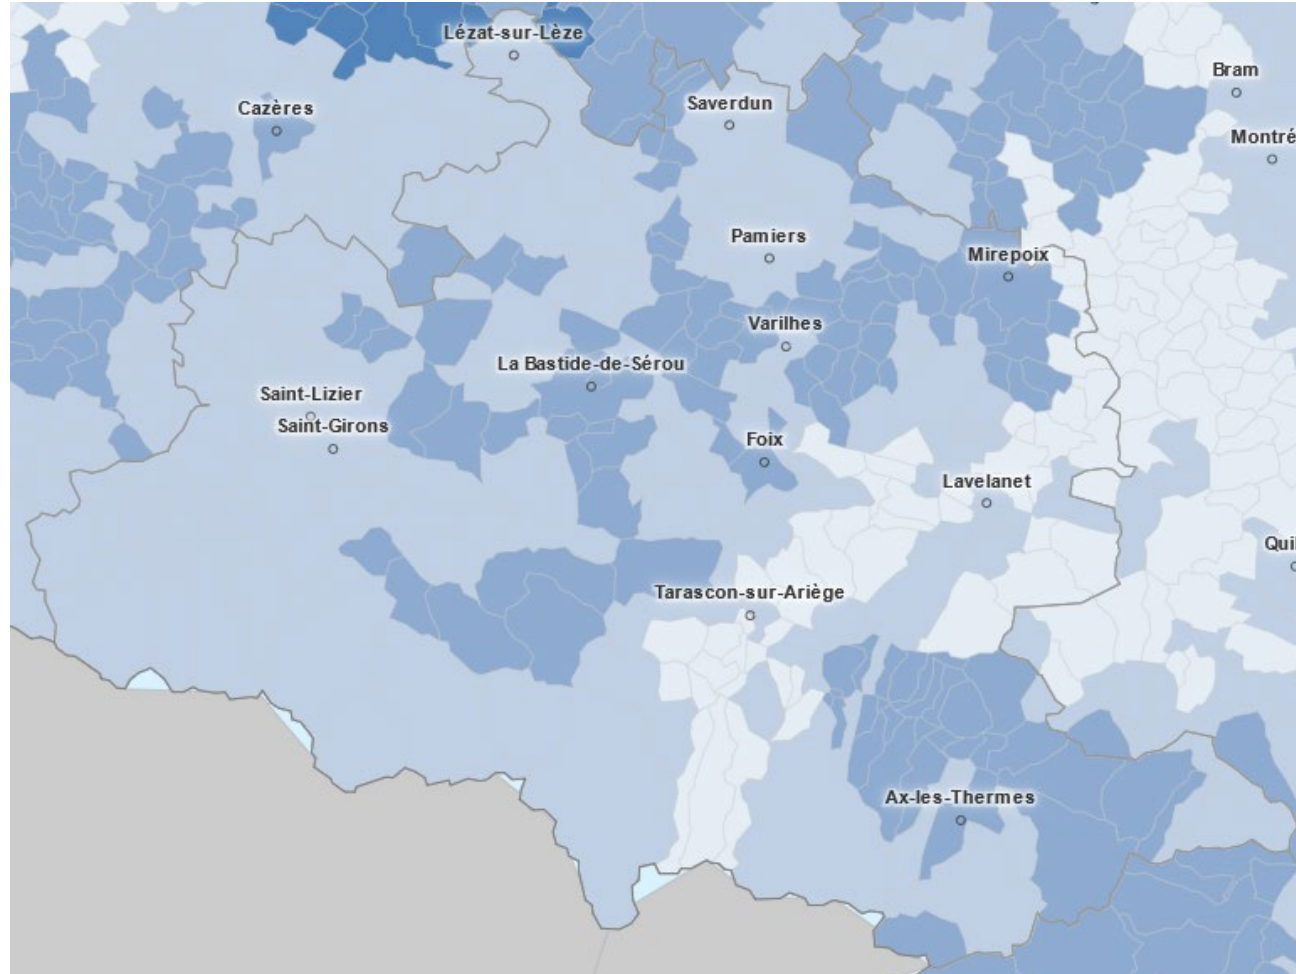 Lézat-sur-Lèze
Bram
Cazères
Saverdun
Montré
Pamiers
Mirepoix
Varilhes
La Bastide-de-Sérou
Saint-Lizier
Saint-Girons
Foix
Lavelanet
Quil
Tarascon-sur-Ariège
Ax-les-Thermes